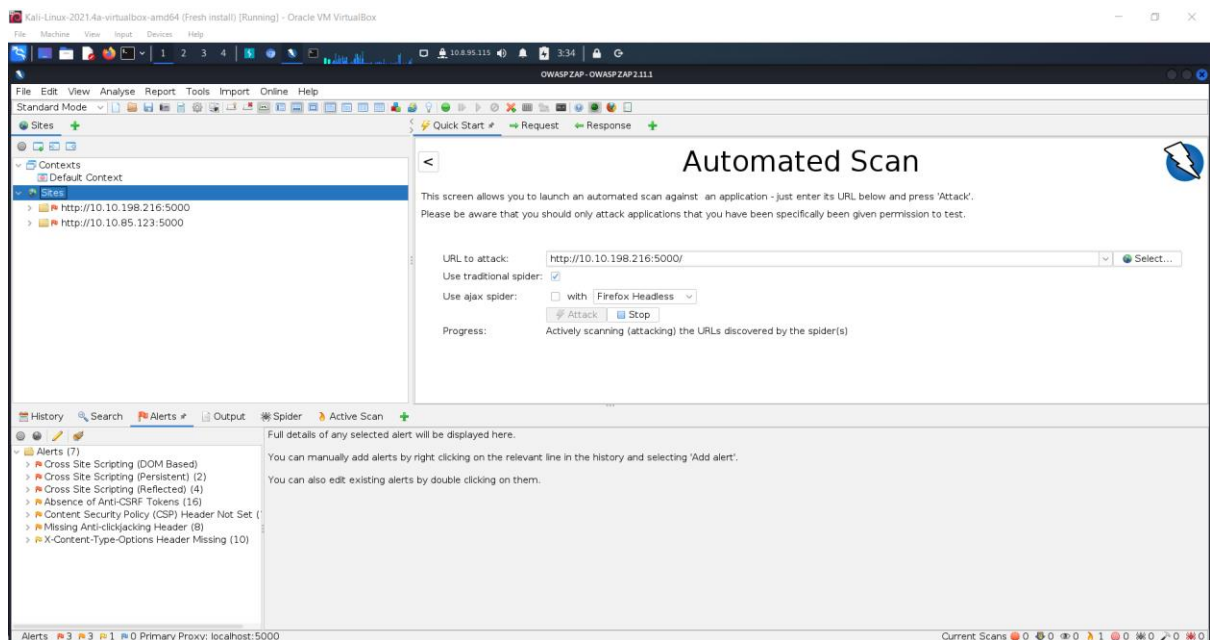 Kali-Linux-2021.4a-virtualbox-amd64 (Fresh install) [Running] - Oracle VM VirtualBox
File Machine View Input Devices Help
1 2 3 4 10.8.95.115 3:34
OWASP ZAP - OWASP ZAP 2.11.1
File Edit View Analyse Report Tools Import Online Help
Standard Mode
Sites
Quick Start Request Response
Contexts
Default Context
Sites
http://10.10.198.216:5000
http://10.10.85.123:5000
<
Automated Scan
This screen allows you to launch an automated scan against an application - just enter its URL below and press 'Attack'.
Please be aware that you should only attack applications that you have been specifically been given permission to test.
URL to attack: http://10.10.198.216:5000/ Select...
Use traditional spider:
Use ajax spider: with Firefox Headless
Attack Stop
Progress: Actively scanning (attacking) the URLs discovered by the spider(s)
History Search Alerts Output Spider Active Scan
Alerts (7)
Cross Site Scripting (DOM Based)
Cross Site Scripting (Persistent) (2)
Cross Site Scripting (Reflected) (4)
Absence of Anti-CSRF Tokens (16)
Content Security Policy (CSP) Header Not Set (
Missing Anti-clickjacking Header (8)
X-Content-Type-Options Header Missing (10)
Full details of any selected alert will be displayed here.
You can manually add alerts by right clicking on the relevant line in the history and selecting 'Add alert'.
You can also edit existing alerts by double clicking on them.
Alerts 3 3 1 0 Primary Proxy: localhost:5000
Current Scans 0 0 0 1 0 0 0 0